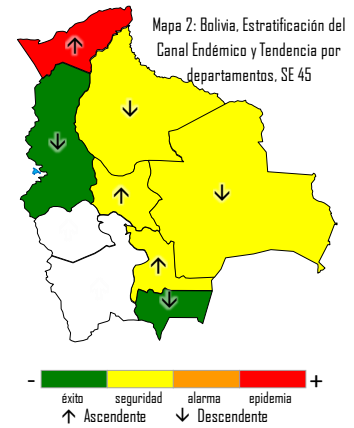 Mapa 2: Bolivia, Estratificación del
Canal Endémico y Tendencia por
departamentos, SE 45
- +
éxito seguridad alarma epidemia
↑ Ascendente ↓ Descendente